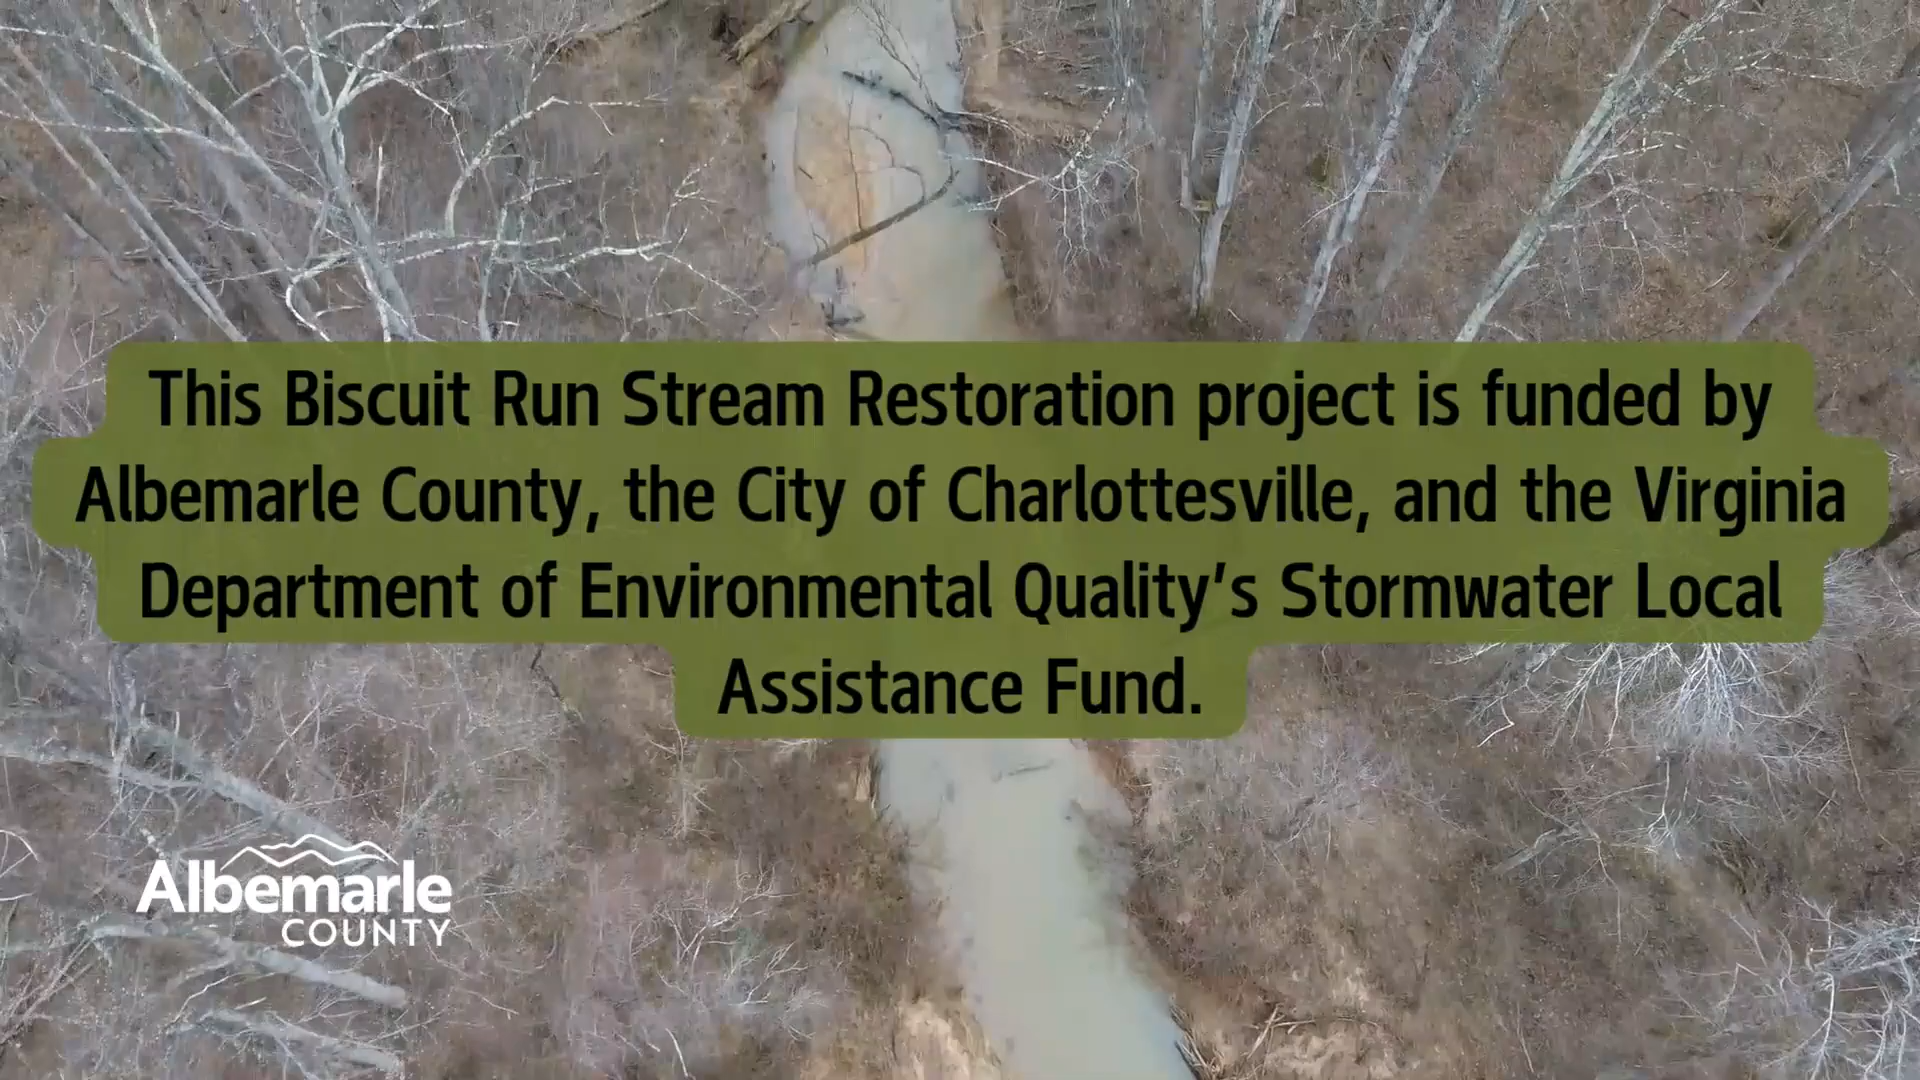 This Biscuit Run Stream Restoration project is funded by
Albemarle County, the City of Charlottesville, and the Virginia
Department of Environmental Quality’s Stormwater Local
Assistance Fund.
Albemarle
COUNTY